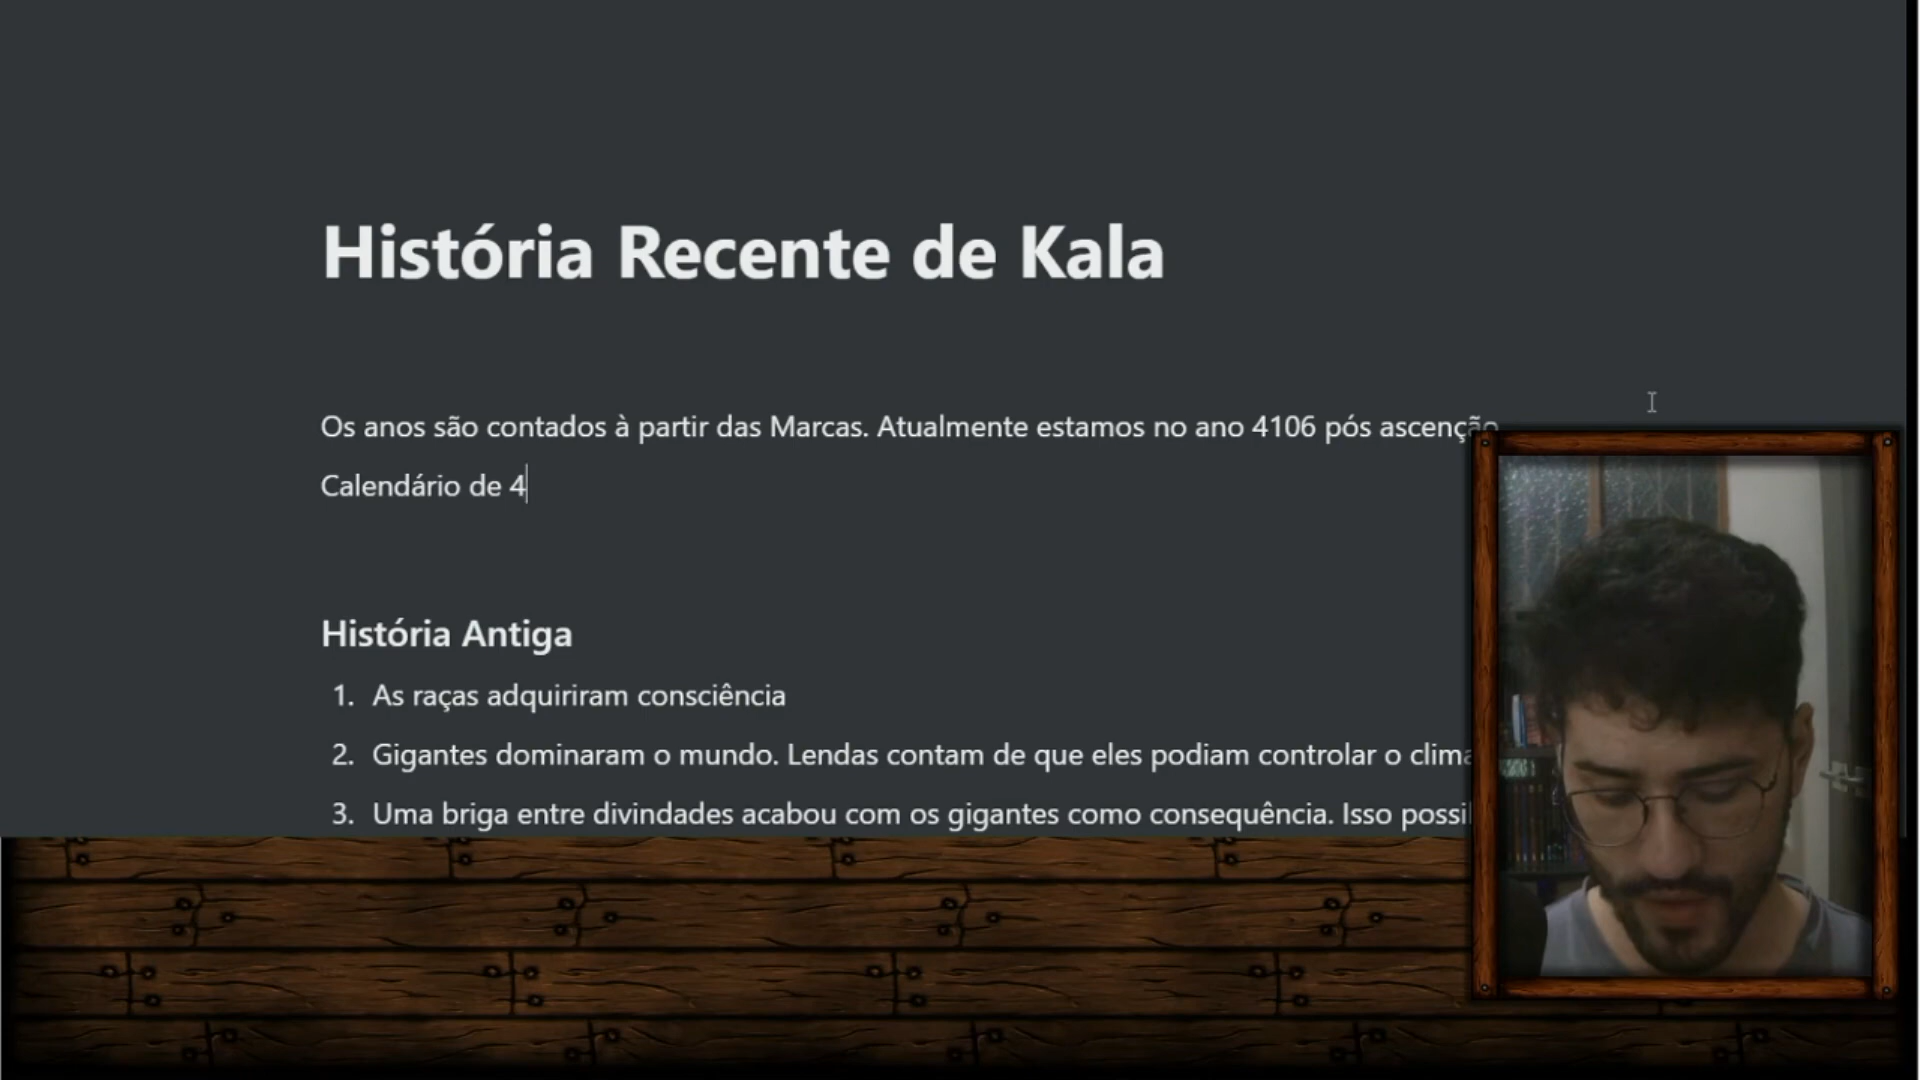 História Recente de Kala
Os anos são contados à partir das Marcas. Atualmente estamos no ano 4106 pós ascenção
Calendário de 4
História Antiga
1. As raças adquiriram consciência
2. Gigantes dominaram o mundo. Lendas contam de que eles podiam controlar o clima
3. Uma briga entre divindades acabou com os gigantes como consequência. Isso